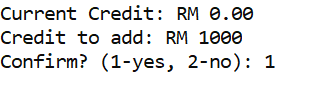 Current Credit: RM 0.00
Credit to add: RM 1000
Confirm? (1-yes, 2-no): 1